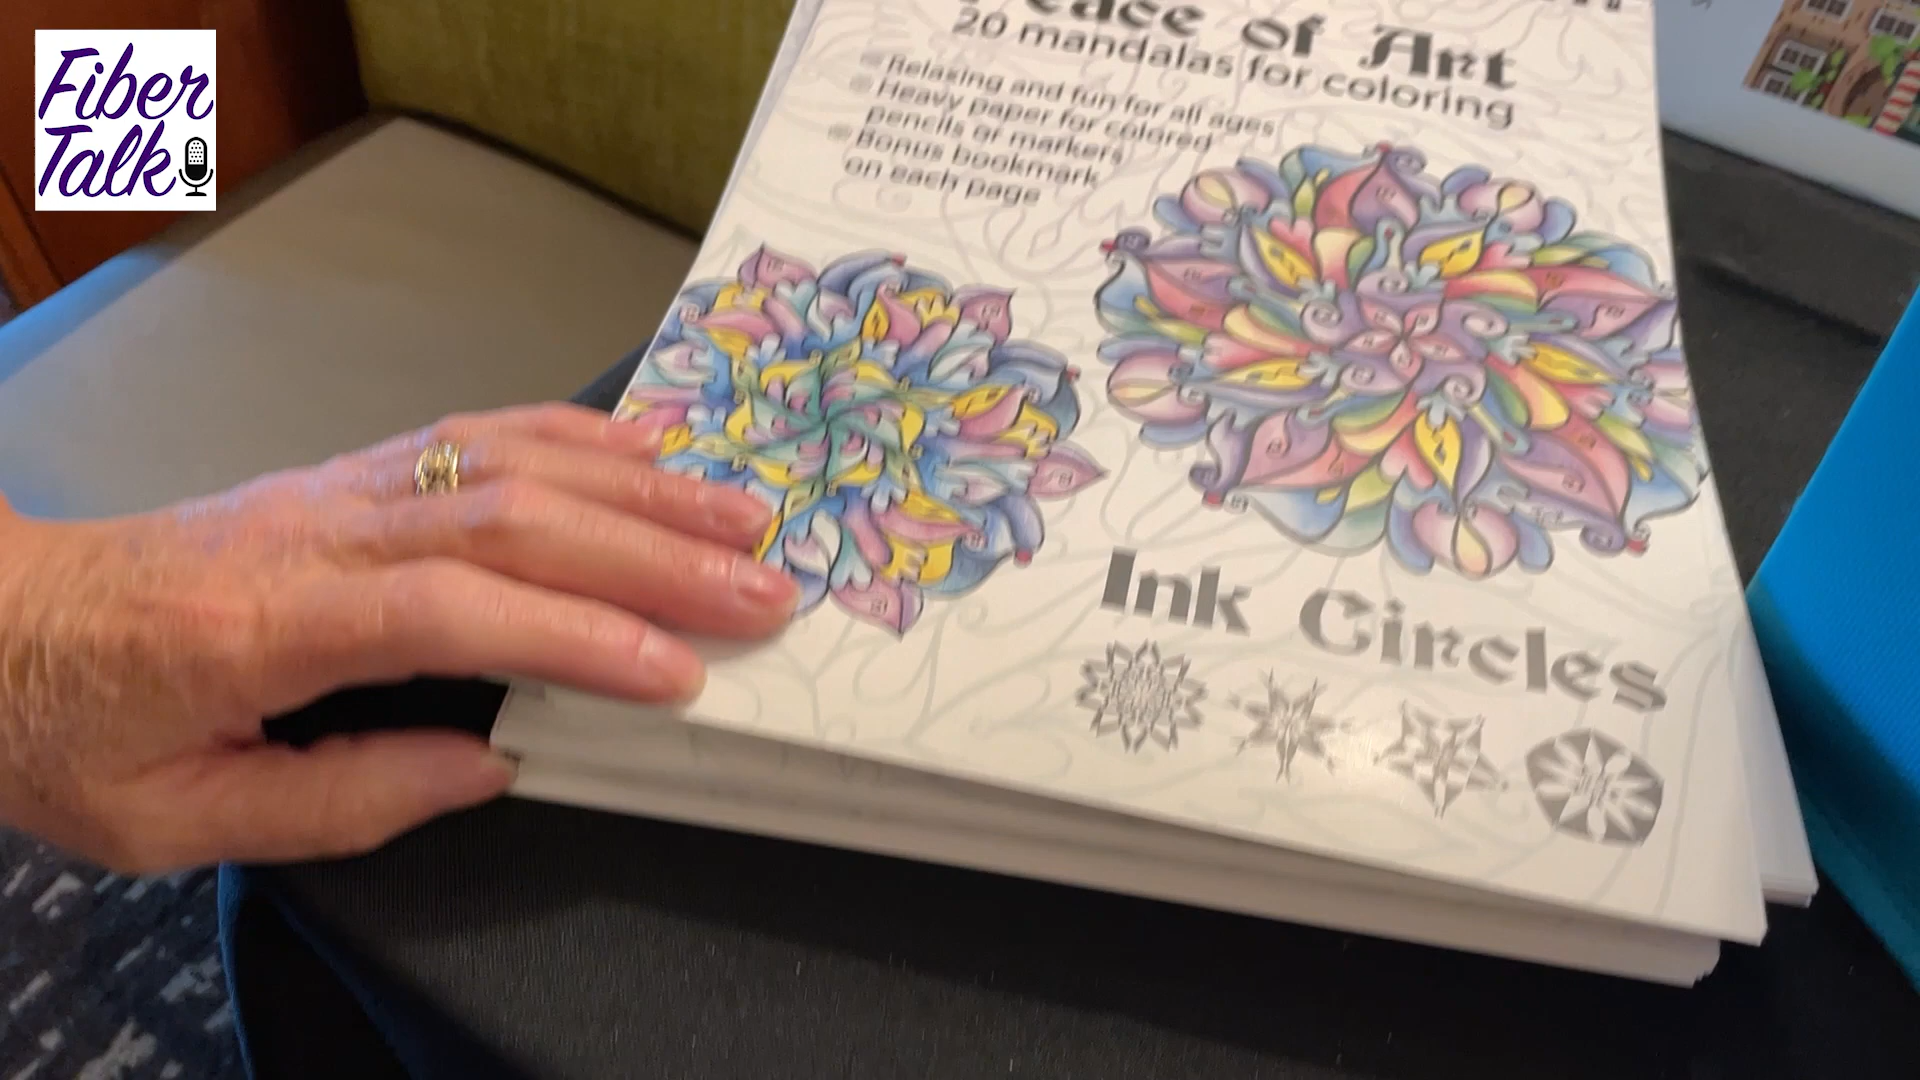 Fiber
Talk
Peace of Art
20 mandalas for coloring
Relaxing and fun for all ages
Heavy paper for colored
pencils or markers
Bonus bookmark
on each page
Ink Circles